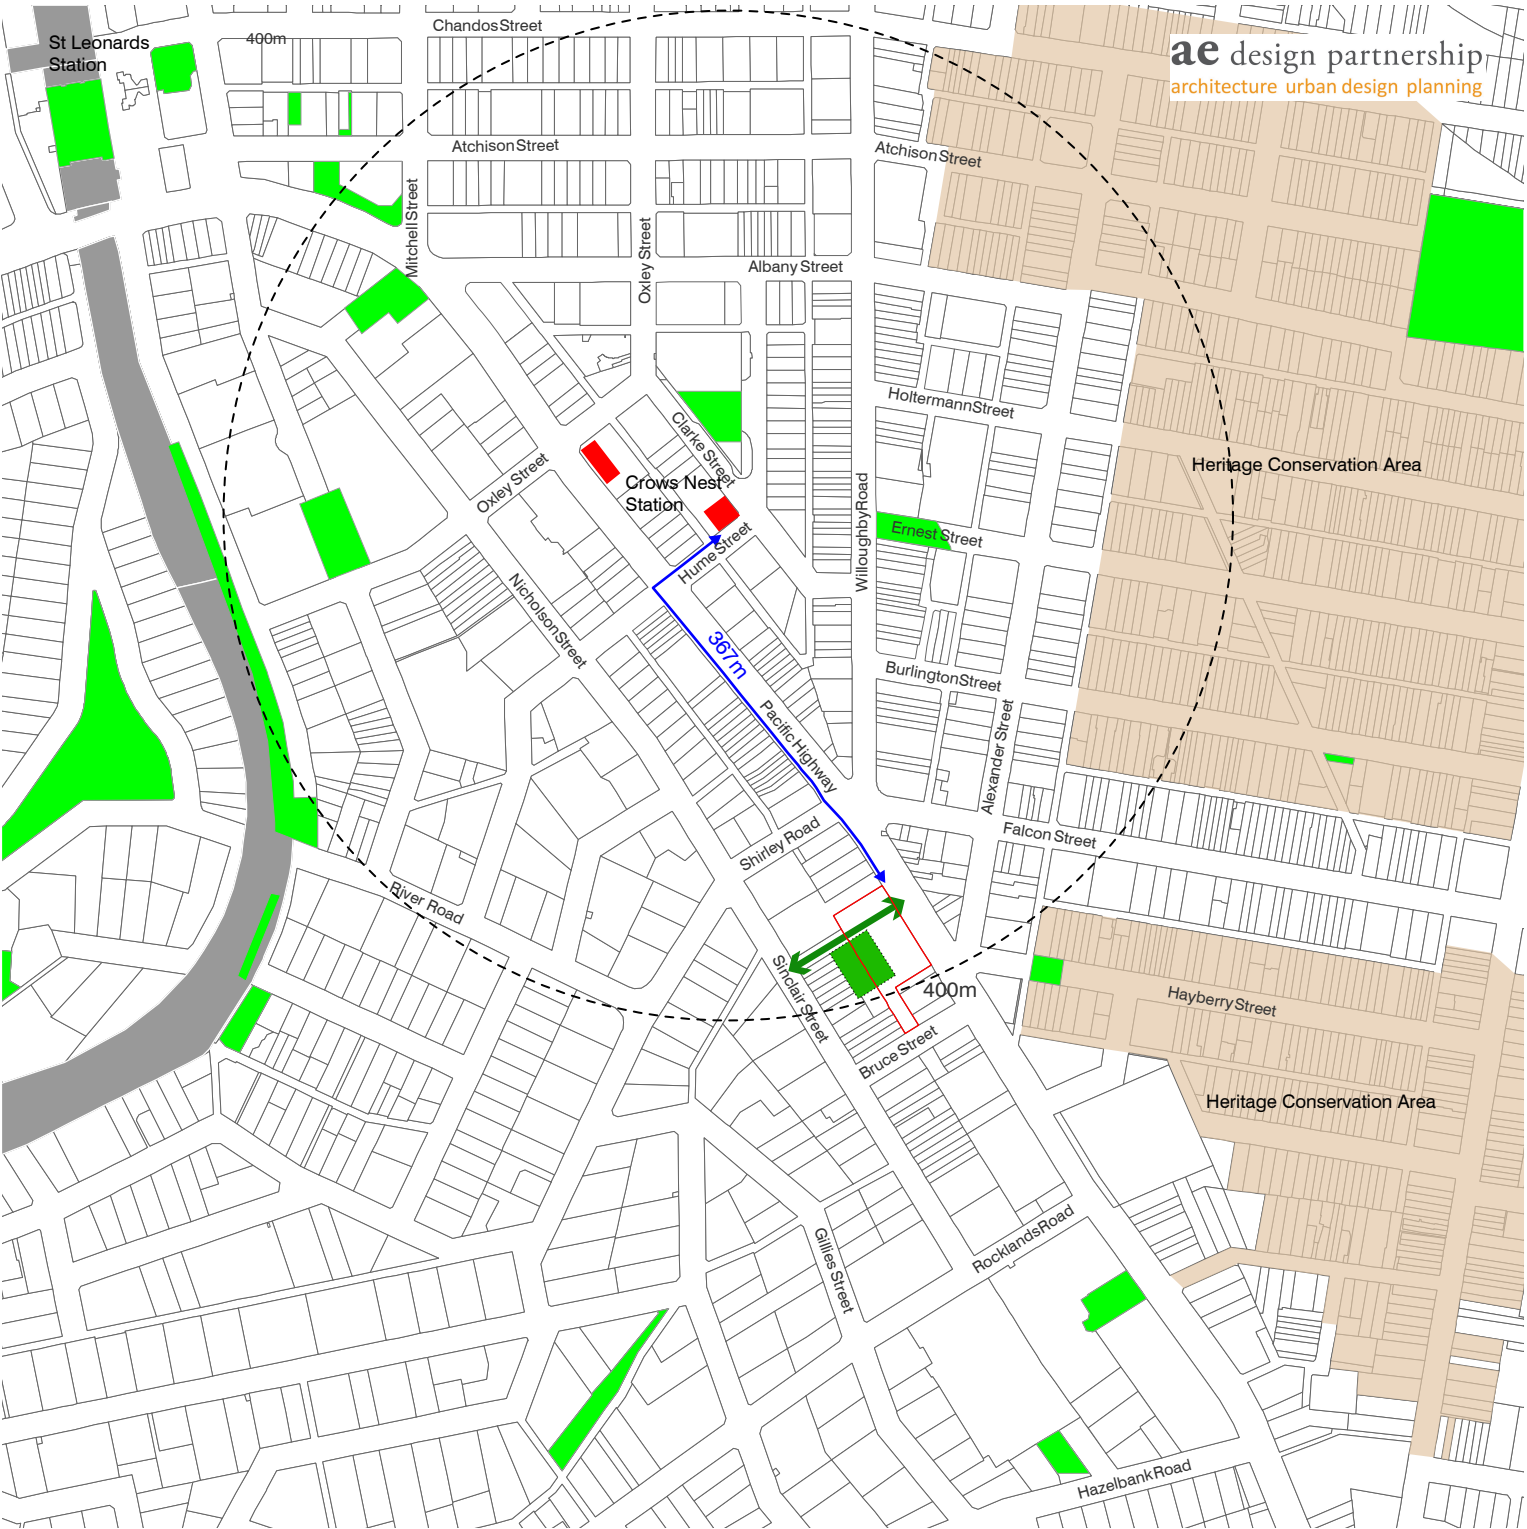 Chandos Street
St Leonards
Station
400m
ae design partnership
architecture urban design planning
Atchison Street
Atchison Street
Mitchell Street
Oxley Street
Albany Street
Holtermann Street
Clarke Street
Heritage Conservation Area
Oxley Street
Crows Nest
Station
Willoughby Road
Ernest Street
Hume Street
Nicholson Street
367m
Burlington Street
Pacific Highway
Alexander Street
Falcon Street
Shirley Road
River Road
Sinclair Street
400m
Hayberry Street
Bruce Street
Heritage Conservation Area
Rocklands Road
Gillies Street
Hazelbank Road